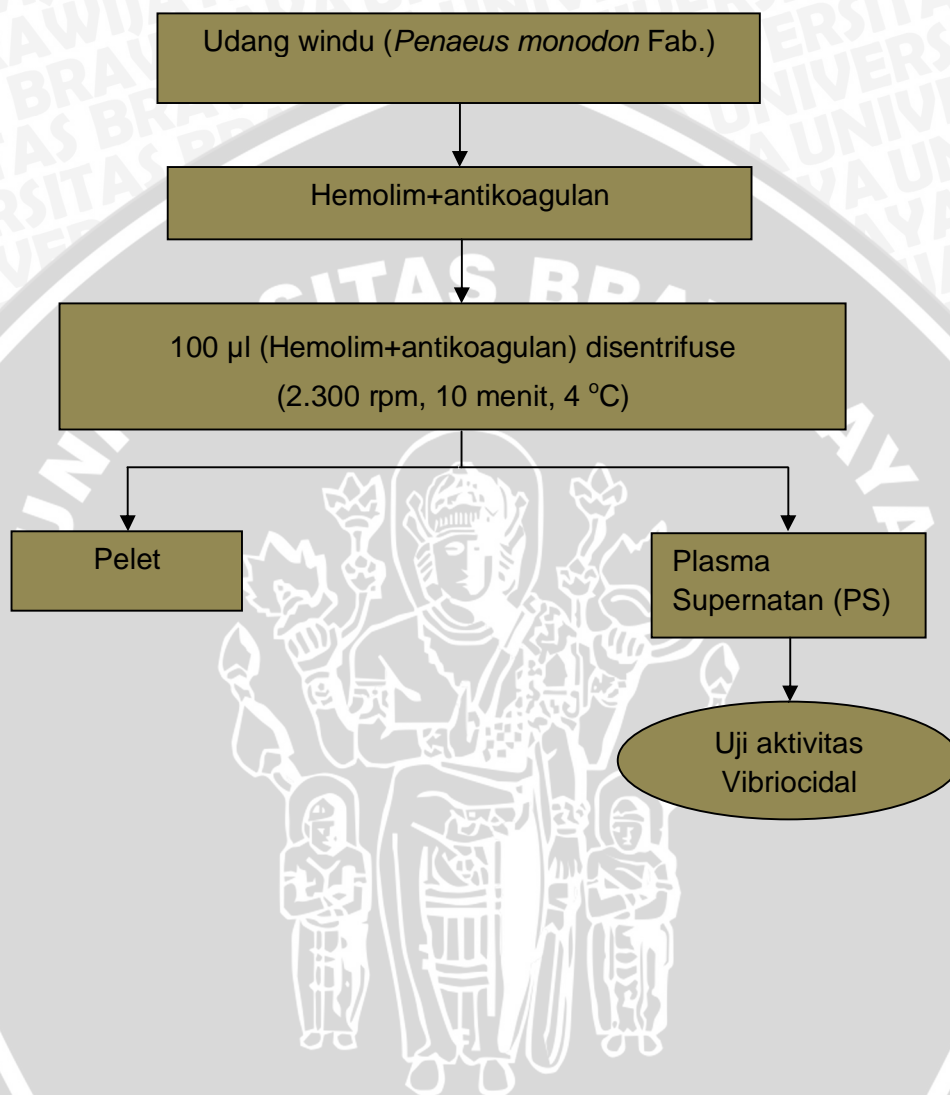 Udang windu (Penaeus monodon Fab.)
Hemolim+antikoagulan
100 µl (Hemolim+antikoagulan) disentrifuse
(2.300 rpm, 10 menit, 4 °C)
Pelet
Plasma
Supernatan (PS)
Uji aktivitas
Vibriocidal